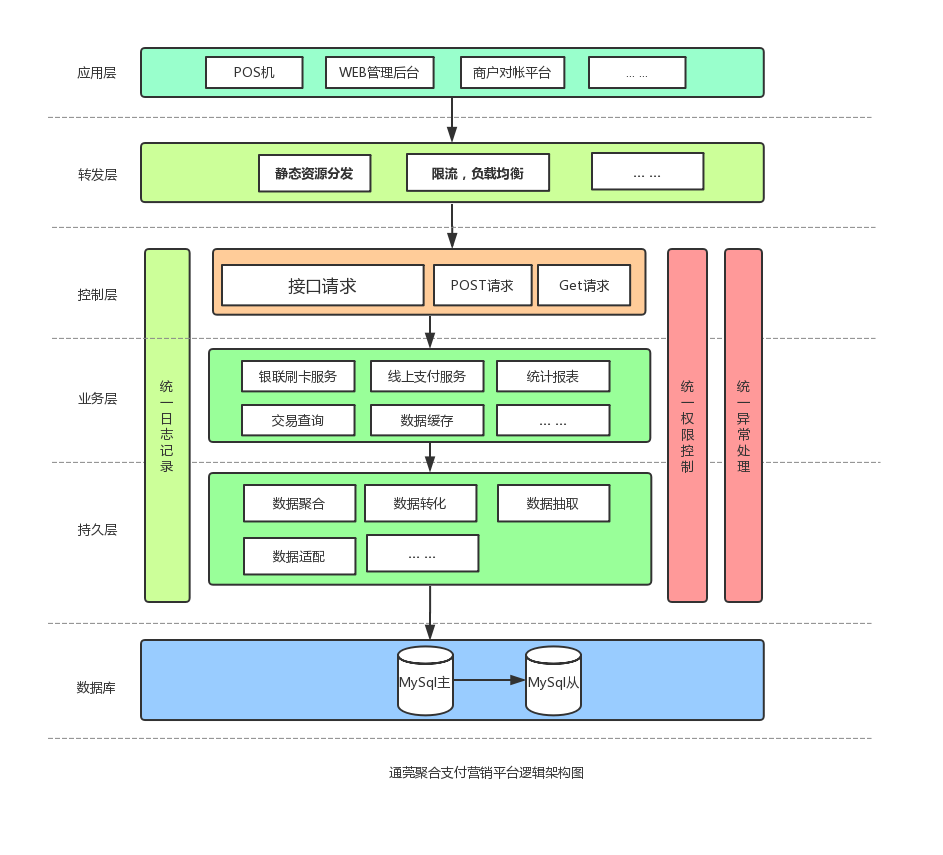 应用层
POS机
WEB管理后台
商户对帐平台
... ...
转发层
静态资源分发
限流，负载均衡
... ...
控制层
接口请求
POST请求
Get请求
业务层
银联刷卡服务
线上支付服务
统计报表
交易查询
数据缓存
... ...
统一日志记录
统一权限控制
统一异常处理
持久层
数据聚合
数据转化
数据抽取
数据适配
... ...
数据库
MySql主
MySql从
通莞聚合支付营销平台逻辑架构图